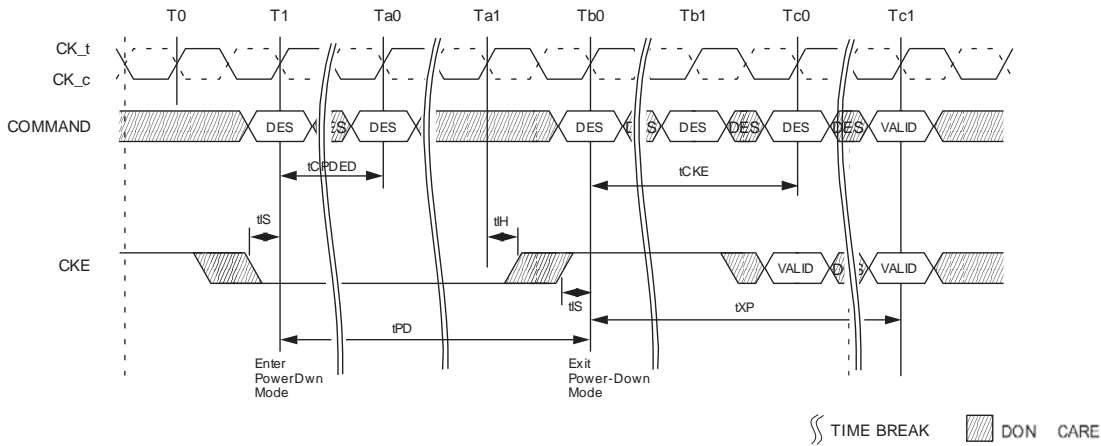 T0 T1 Ta0 Ta1 Tb0 Tb1 Tc0 Tc1
CK_t
CK_c
COMMAND DES DES DES DES DES DES DES VALID
tCPDED tCKE
tIS tIH
CKE VALID VALID
tIS
tPD tXP
Enter
PowerDwn
Mode
Exit
Power-Down
Mode
TIME BREAK DON CARE